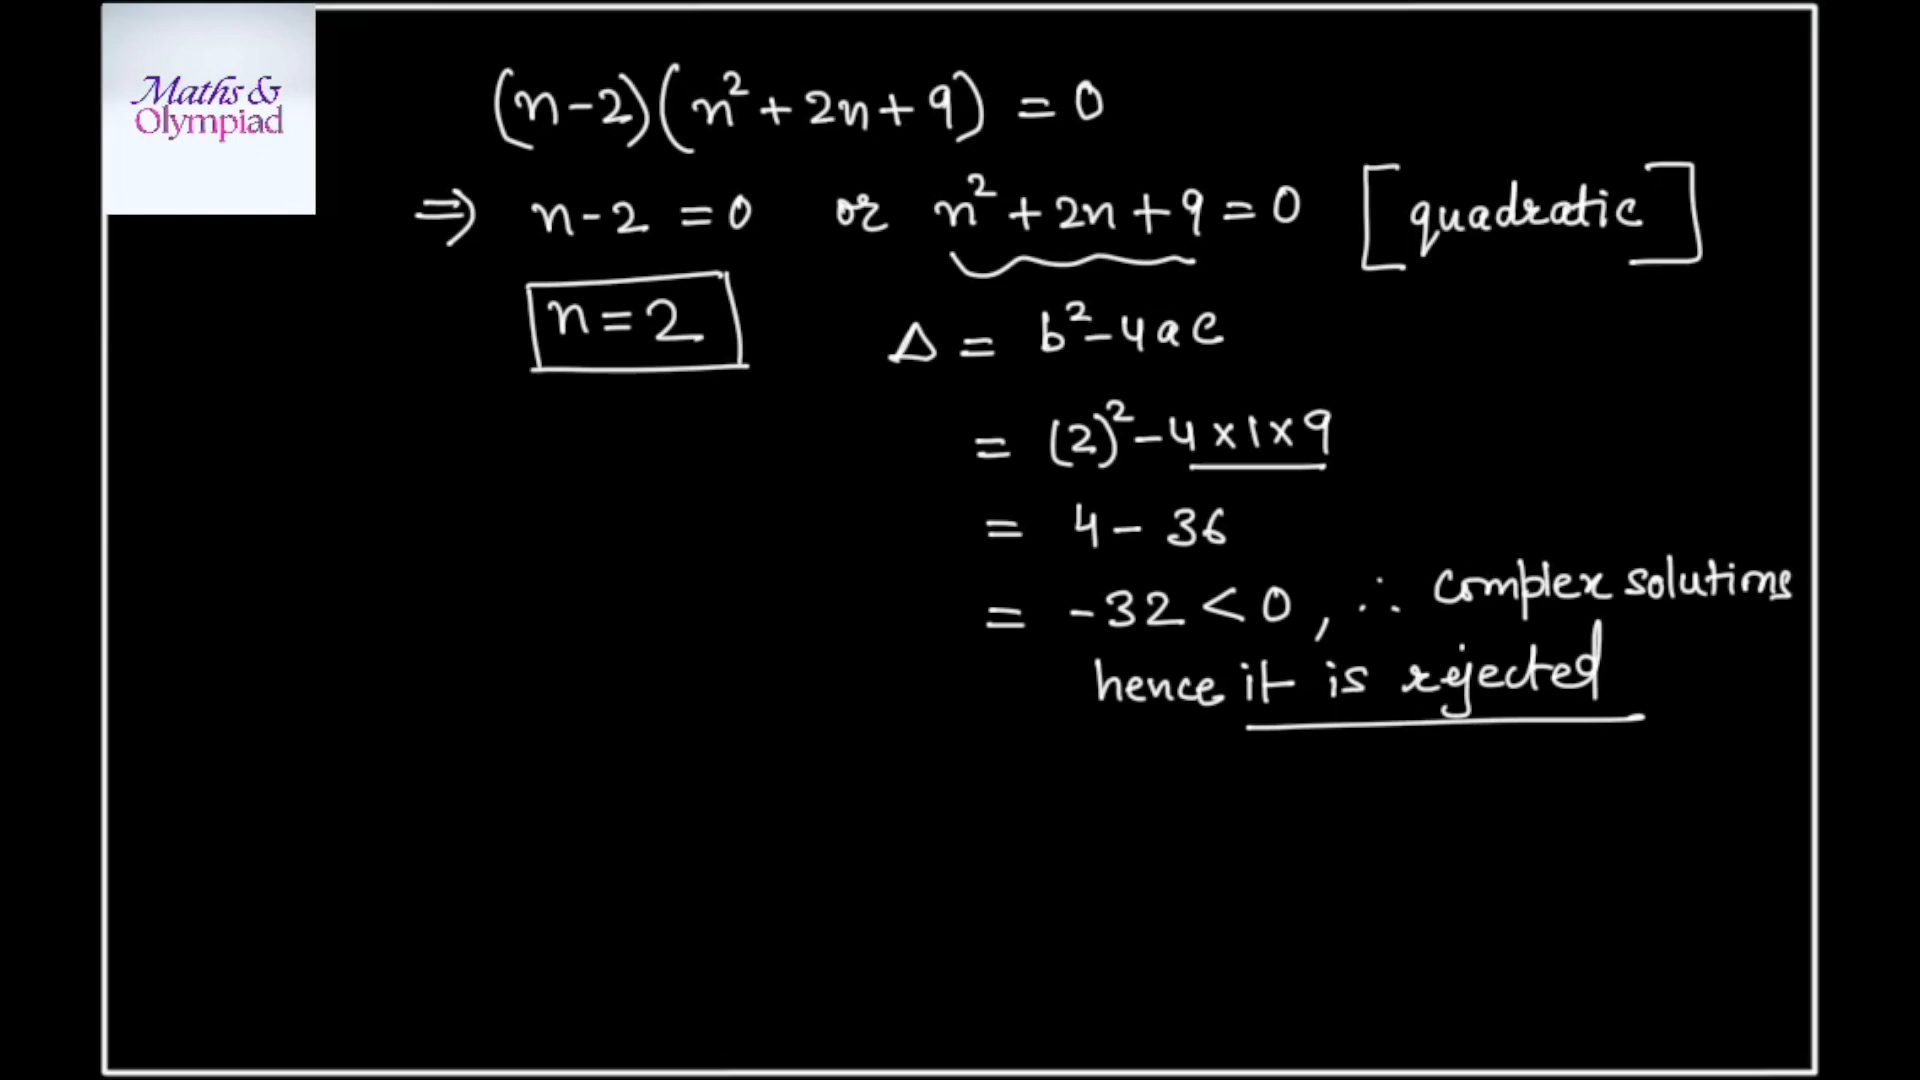 Maths &
Olympiad
(n-2)(n²+2n+9) = 0
⇒ n-2 = 0 or n²+2n+9 = 0 [quadratic]
n=2
Δ = b²-4ac
= (2)²-4×1×9
= 4 - 36
= -32 < 0, ∴ complex solutions
hence it is rejected